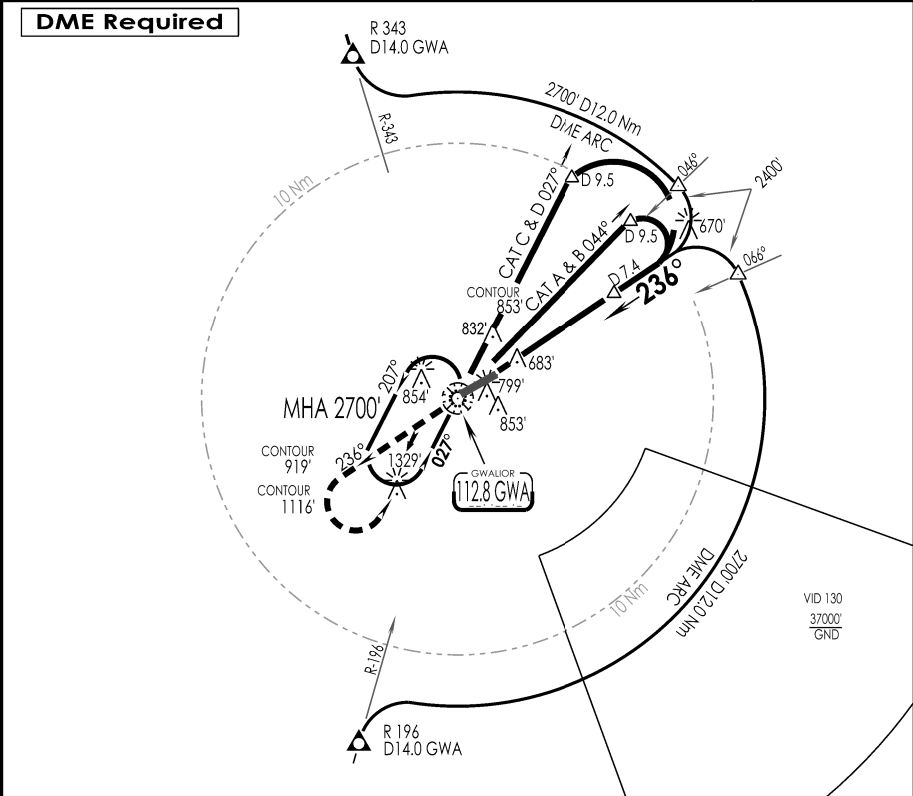 DME Required
R 343
D14.0 GWA
R-343
2700' D12.0 Nm
DME ARC
10 Nm
046°
2400'
D 9.5
CAT C & D 027°
D 9.5
CAT A & B 044°
670'
066°
D 7.4
236°
CONTOUR
853'
832'
683'
799'
853'
207°
854'
MHA 2700'
236°
1329'
027°
CONTOUR
919'
CONTOUR
1116'
GWALIOR
112.8 GWA
2700' D12.0 Nm
DME ARC
10 Nm
VID 130
37000'
GND
R-196
R 196
D14.0 GWA